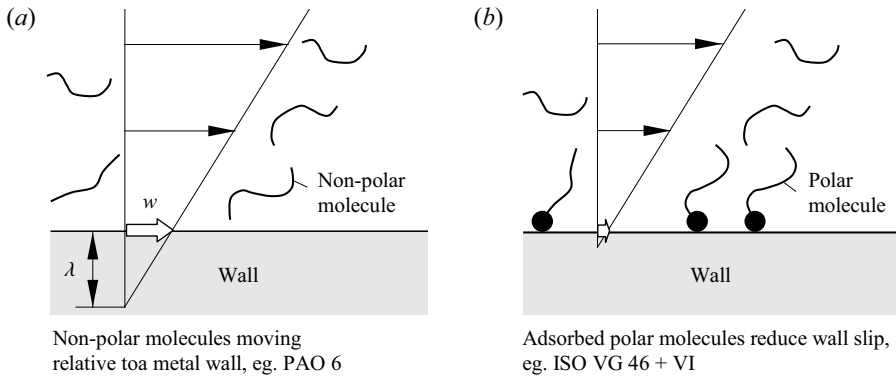 (a)
w
Non-polar
molecule
λ
Wall
Non-polar molecules moving
relative toa metal wall, eg. PAO 6
(b)
Polar
molecule
Wall
Adsorbed polar molecules reduce wall slip,
eg. ISO VG 46 + VI